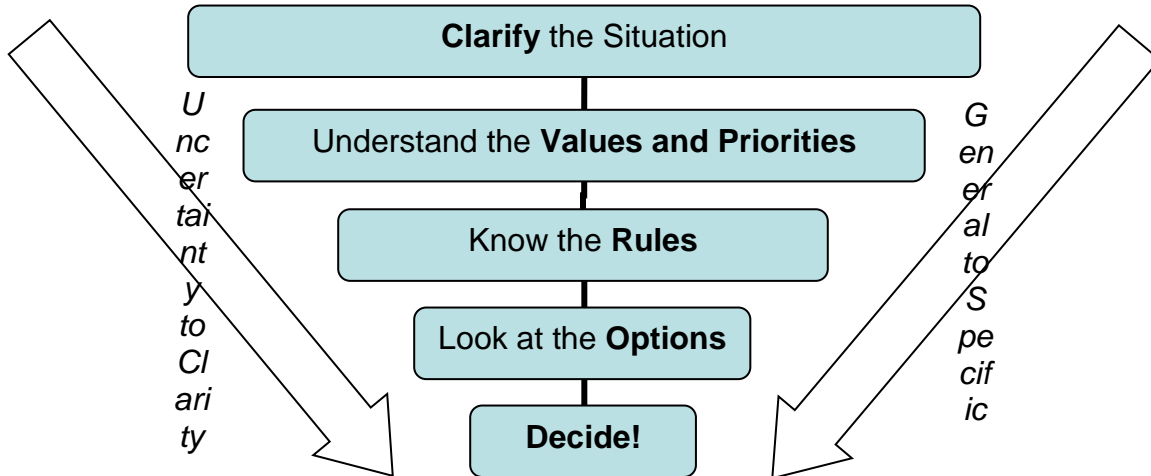 Clarify the Situation
U
nc
er
tai
nt
y
to
Cl
ari
ty
Understand the Values and Priorities
Know the Rules
Look at the Options
Decide!
G
en
er
al
to
S
pe
cif
ic